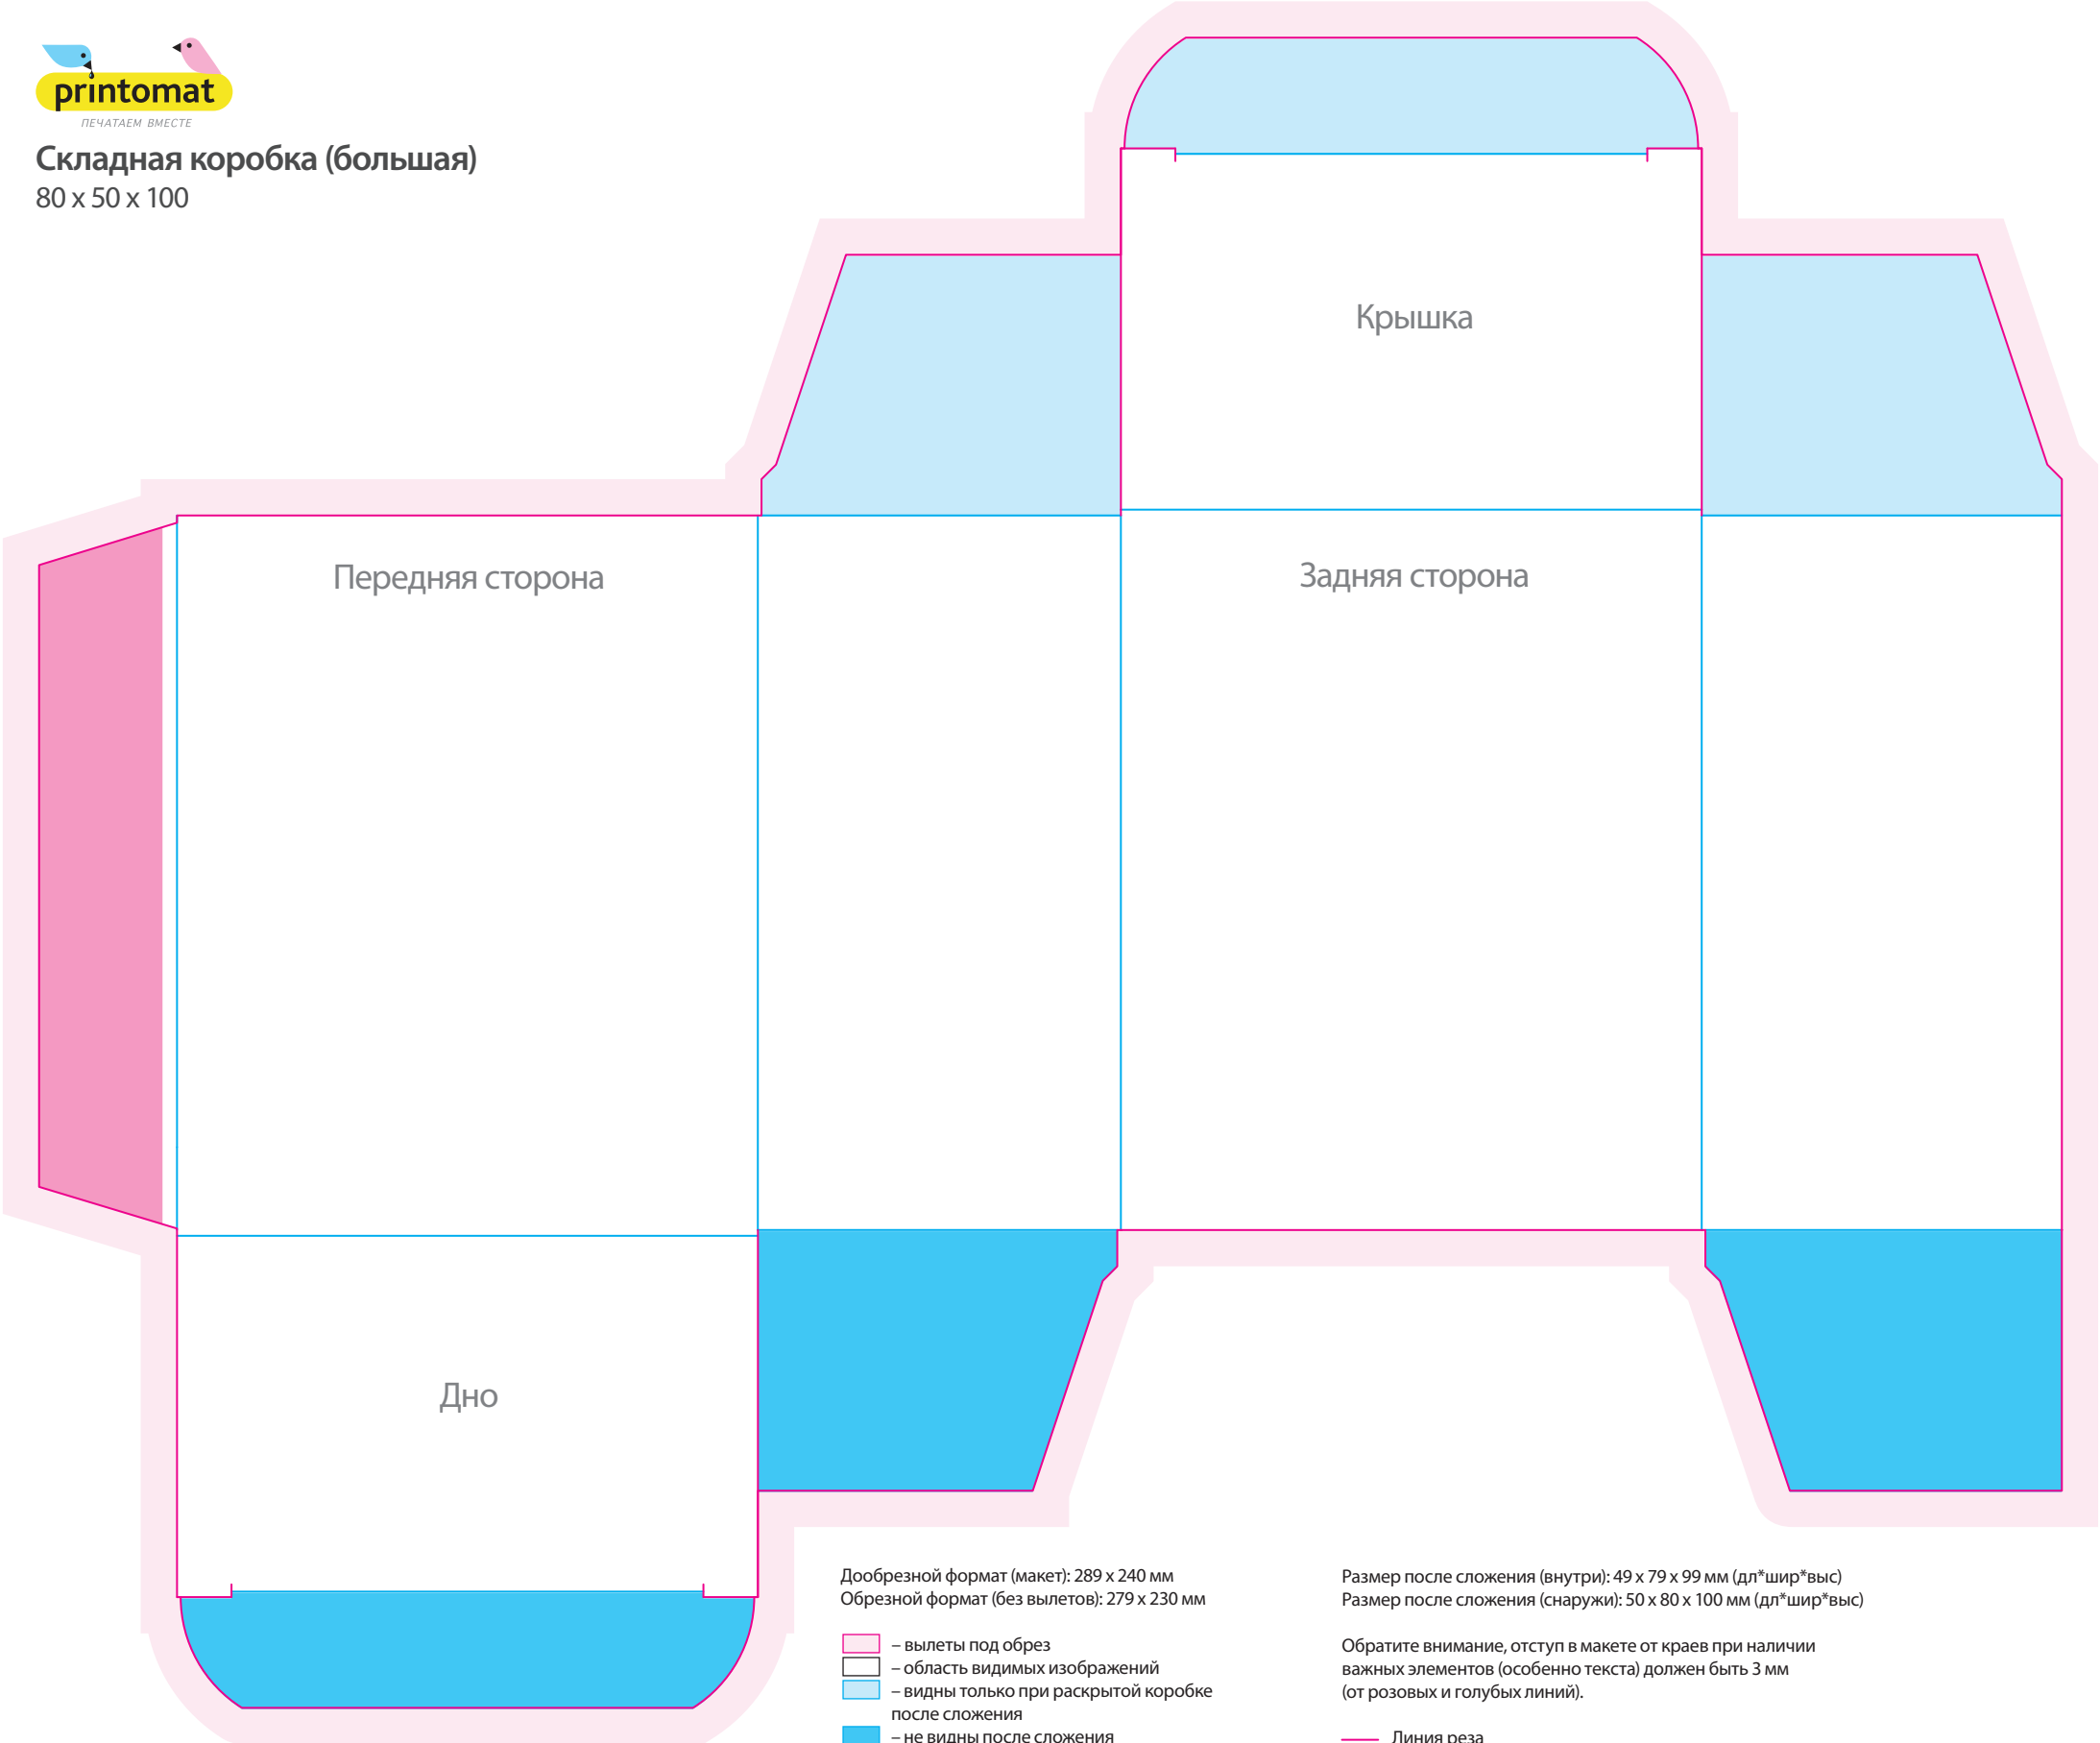 printomat
ПЕЧАТАЕМ ВМЕСТЕ
Складная коробка (большая)
80 x 50 x 100
Крышка
Передняя сторона
Задняя сторона
Дно
Дообрезной формат (макет): 289 x 240 мм
Обрезной формат (без вылетов): 279 x 230 мм
– вылеты под обрез
– область видимых изображений
– видны только при раскрытой коробке
после сложения
– не видны после сложения
Размер после сложения (внутри): 49 x 79 x 99 мм (дл*шир*выс)
Размер после сложения (снаружи): 50 x 80 x 100 мм (дл*шир*выс)
Обратите внимание, отступ в макете от краев при наличии
важных элементов (особенно текста) должен быть 3 мм
(от розовых и голубых линий).
Линия реза